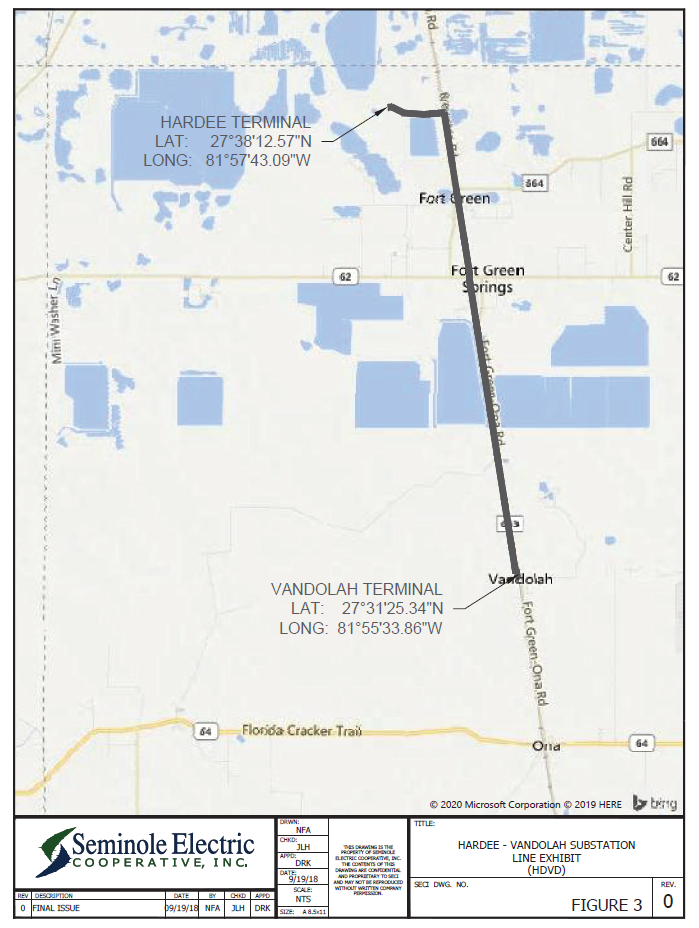 Rd
HARDEE TERMINAL
LAT: 27°38'12.57"N
LONG: 81°57'43.09"W
664
664
Fort Green
Center Hill Rd
62
Fort Green
Springs
62
Mini Washer Ln
Fort Green-Ona Rd
Vandolah
VANDOLAH TERMINAL
LAT: 27°31'25.34"N
LONG: 81°55'33.86"W
Fort Green-Ona Rd
64
Florida Cracker Trail
Ona
64
© 2020 Microsoft Corporation © 2019 HERE
bing
Seminole Electric
COOPERATIVE, INC.
REV DESCRIPTION DATE BY CHKD APPD
0 FINAL ISSUE 09/19/18 NFA JLH DRK
DRWN:
NFA
CHKD:
JLH
APPD:
DRK
DATE:
9/19/18
SCALE:
NTS
SIZE: A 8.5x11
THIS DRAWING IS THE
PROPERTY OF SEMINOLE
ELECTRIC COOPERATIVE, INC.
THE CONTENTS OF THIS
DRAWING ARE CONFIDENTIAL
AND PROPRIETARY TO SECI
AND MAY NOT BE REPRODUCED
WITHOUT WRITTEN COMPANY
PERMISSION.
TITLE:
HARDEE - VANDOLAH SUBSTATION
LINE EXHIBIT
(HDVD)
SECI DWG. NO.
FIGURE 3
REV.
0